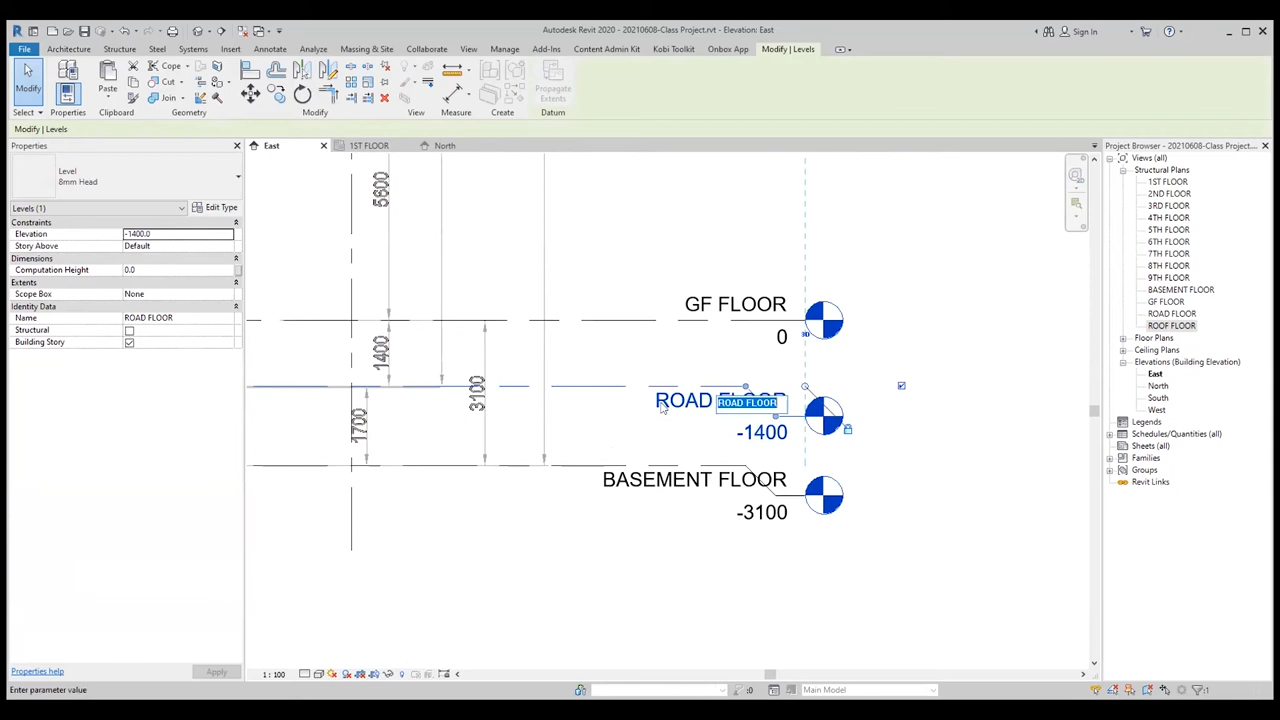 Autodesk Revit 2020 - 20210608-Class Project.rvt - Elevation: East
Sign In
File Architecture Structure Steel Systems Insert Annotate Analyze Massing & Site Collaborate View Manage Add-Ins Content Admin Kit Kobi Toolkit Onbox App Modify | Levels
Modify
Paste
Cope
Cut
Join
Propagate
Extents
Select Properties Clipboard Geometry Modify View Measure Create Datum
Modify | Levels
Properties
East
1ST FLOOR
North
Project Browser - 20210608-Class Project....
Level
8mm Head
Levels (1)
Edit Type
Constraints
Elevation -1400.0
Story Above Default
Dimensions
Computation Height 0.0
Extents
Scope Box None
Identity Data
Name ROAD FLOOR
Structural
Building Story
Properties help
Apply
5600
1400
3100
1700
GF FLOOR
0
3D
ROAD FLOOR
ROAD FLOOR
-1400
BASEMENT FLOOR
-3100
Views (all)
Structural Plans
1ST FLOOR
2ND FLOOR
3RD FLOOR
4TH FLOOR
5TH FLOOR
6TH FLOOR
7TH FLOOR
8TH FLOOR
9TH FLOOR
BASEMENT FLOOR
GF FLOOR
ROAD FLOOR
ROOF FLOOR
Floor Plans
Ceiling Plans
Elevations (Building Elevation)
East
North
South
West
Legends
Schedules/Quantities (all)
Sheets (all)
Families
Groups
Revit Links
1 : 100
Enter parameter value
:0
Main Model
:1